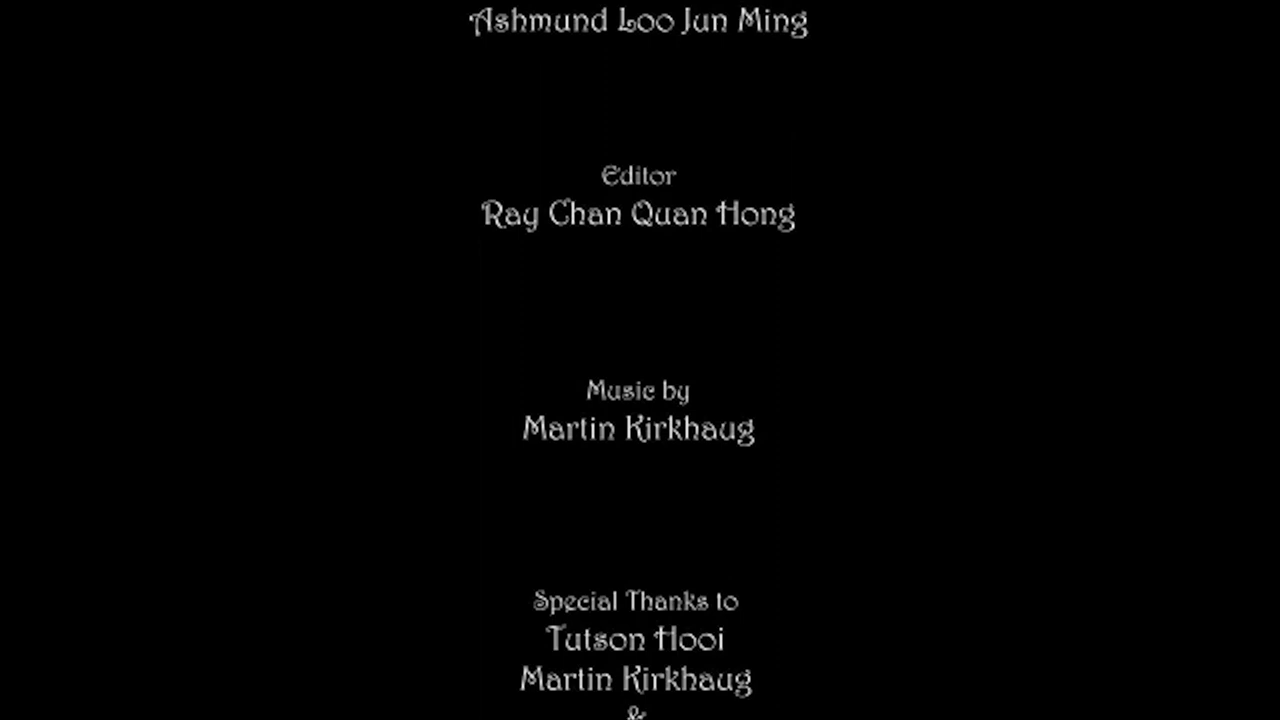 Ashmund Loo Jun Ming
Editor
Ray Chan Quan Hong
Music by
Martin Kirkhaug
Special Thanks to
Tutson Hooi
Martin Kirkhaug
&